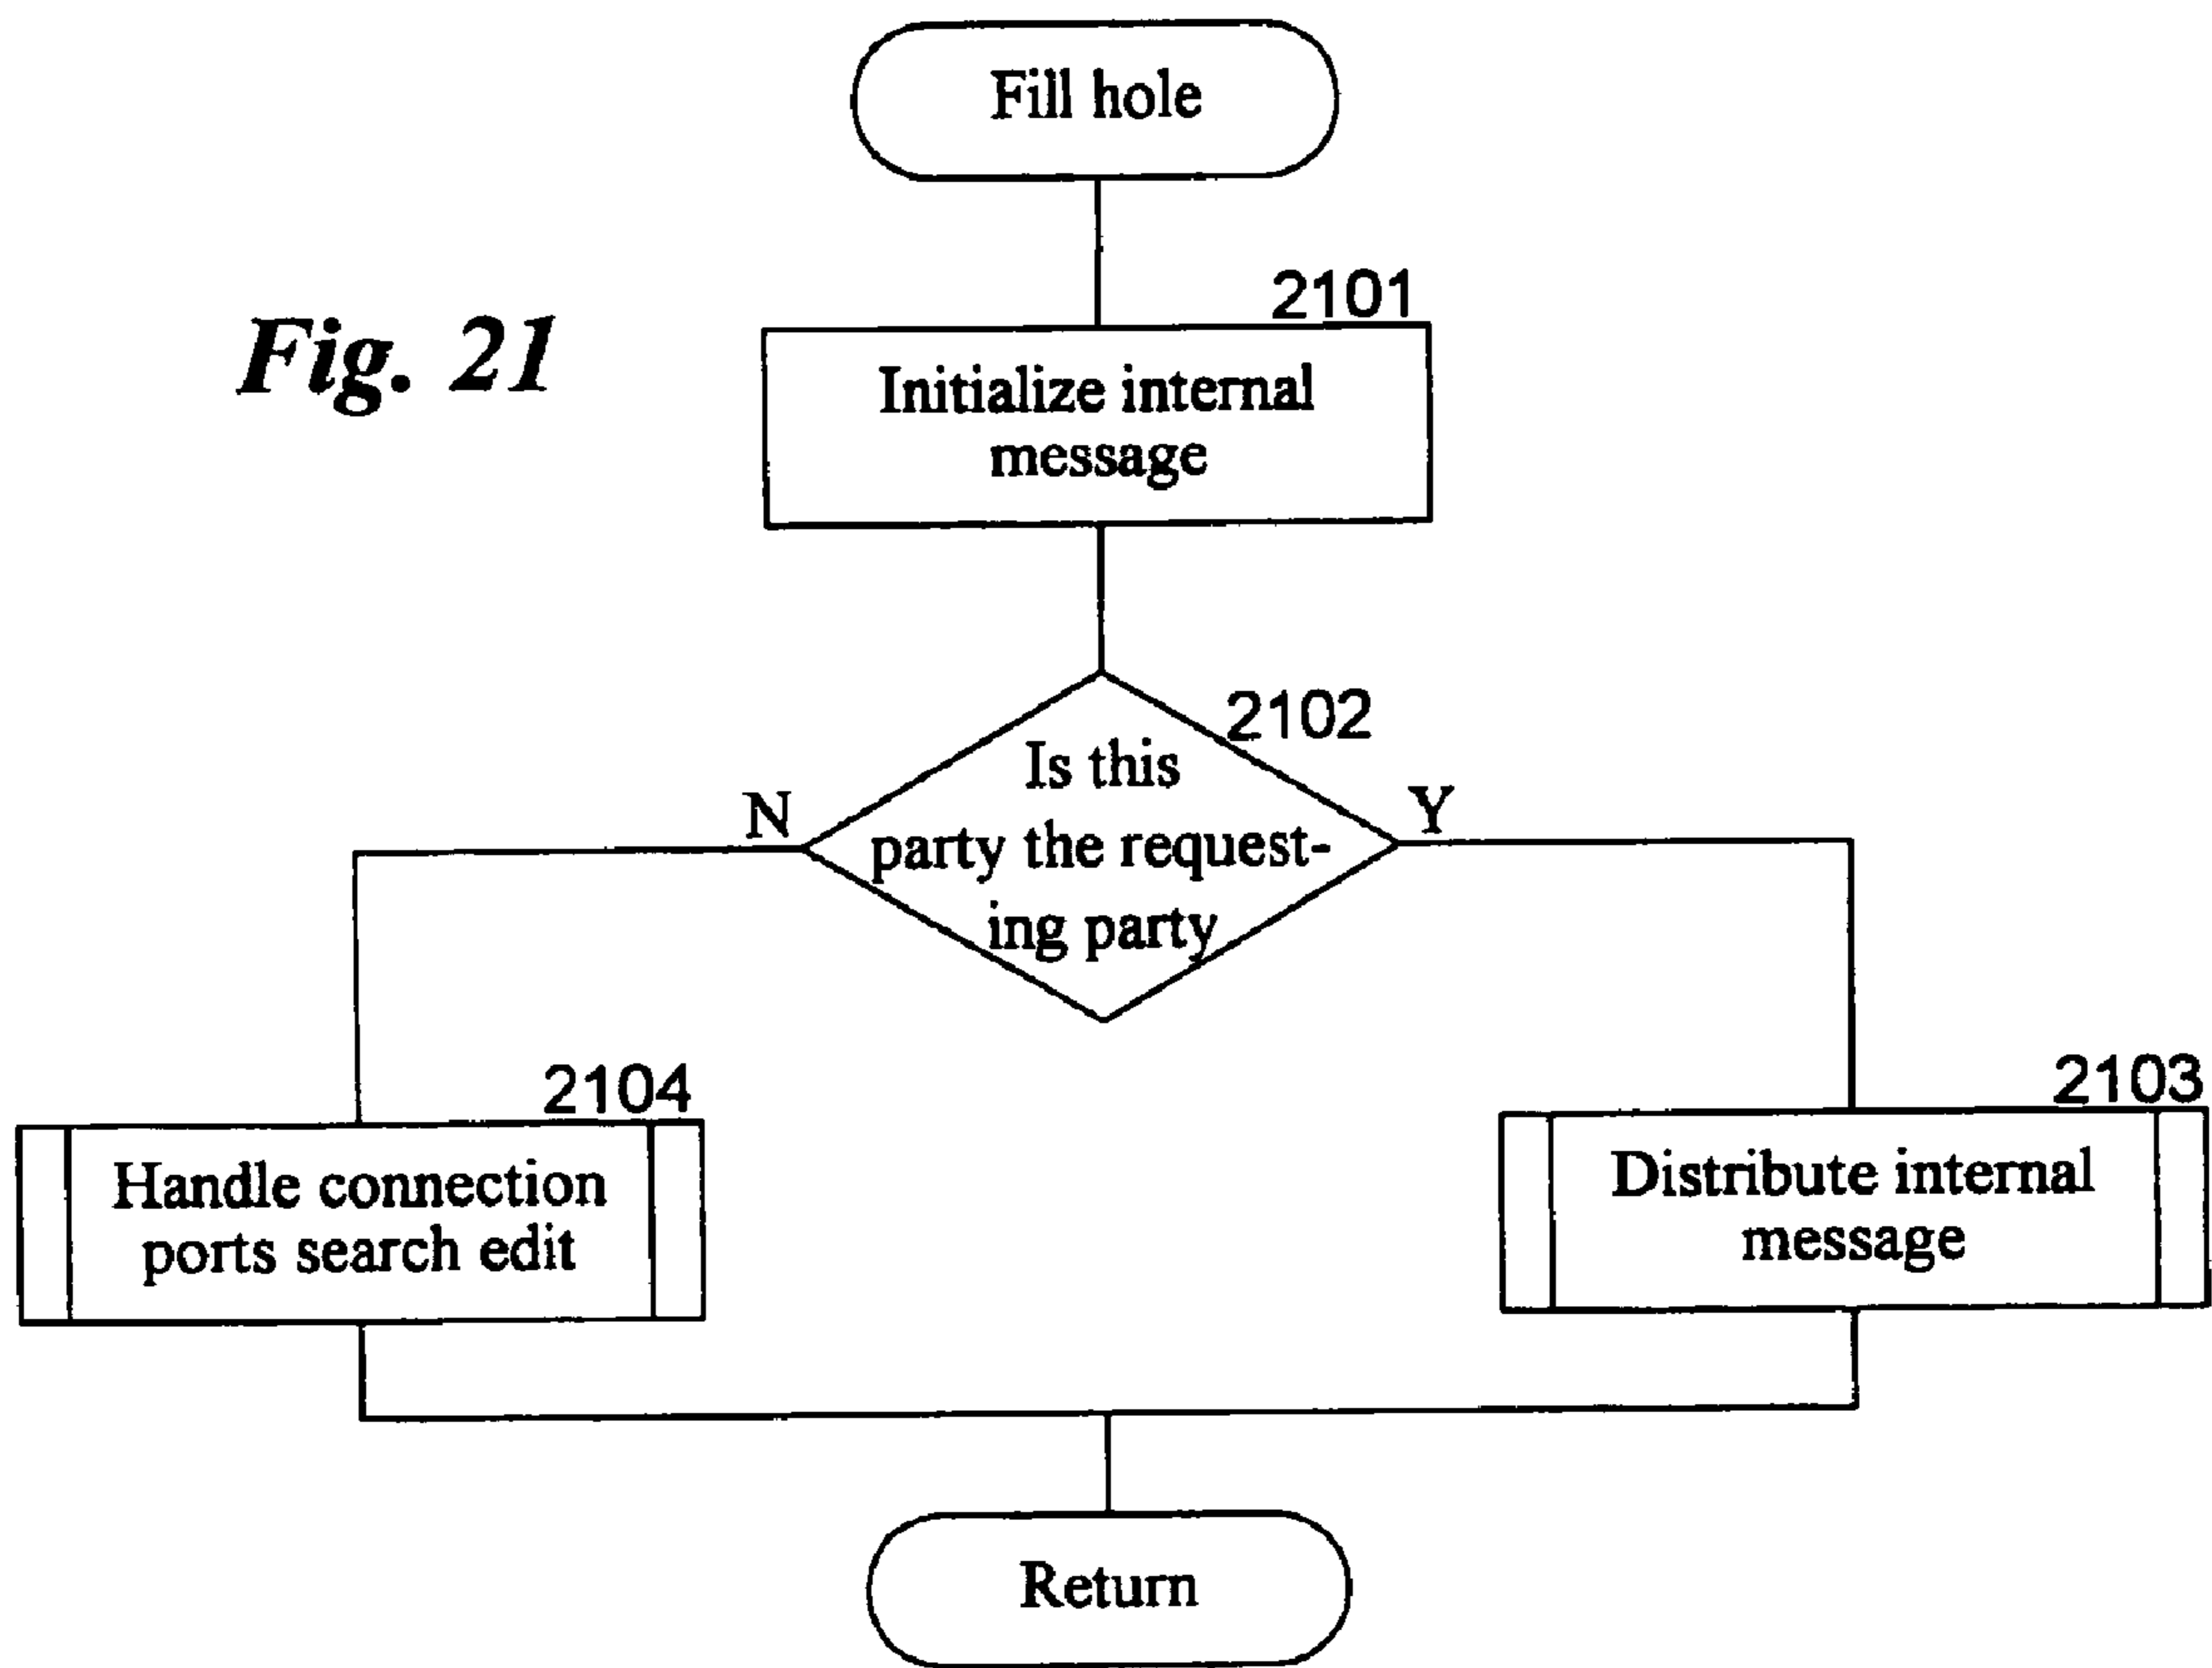 Fill hole
Fig. 21
2101
Initialize internal
message
2102
Is this
party the request-
ing party
N
Y
2104
Handle connection
ports search edit
2103
Distribute internal
message
Return